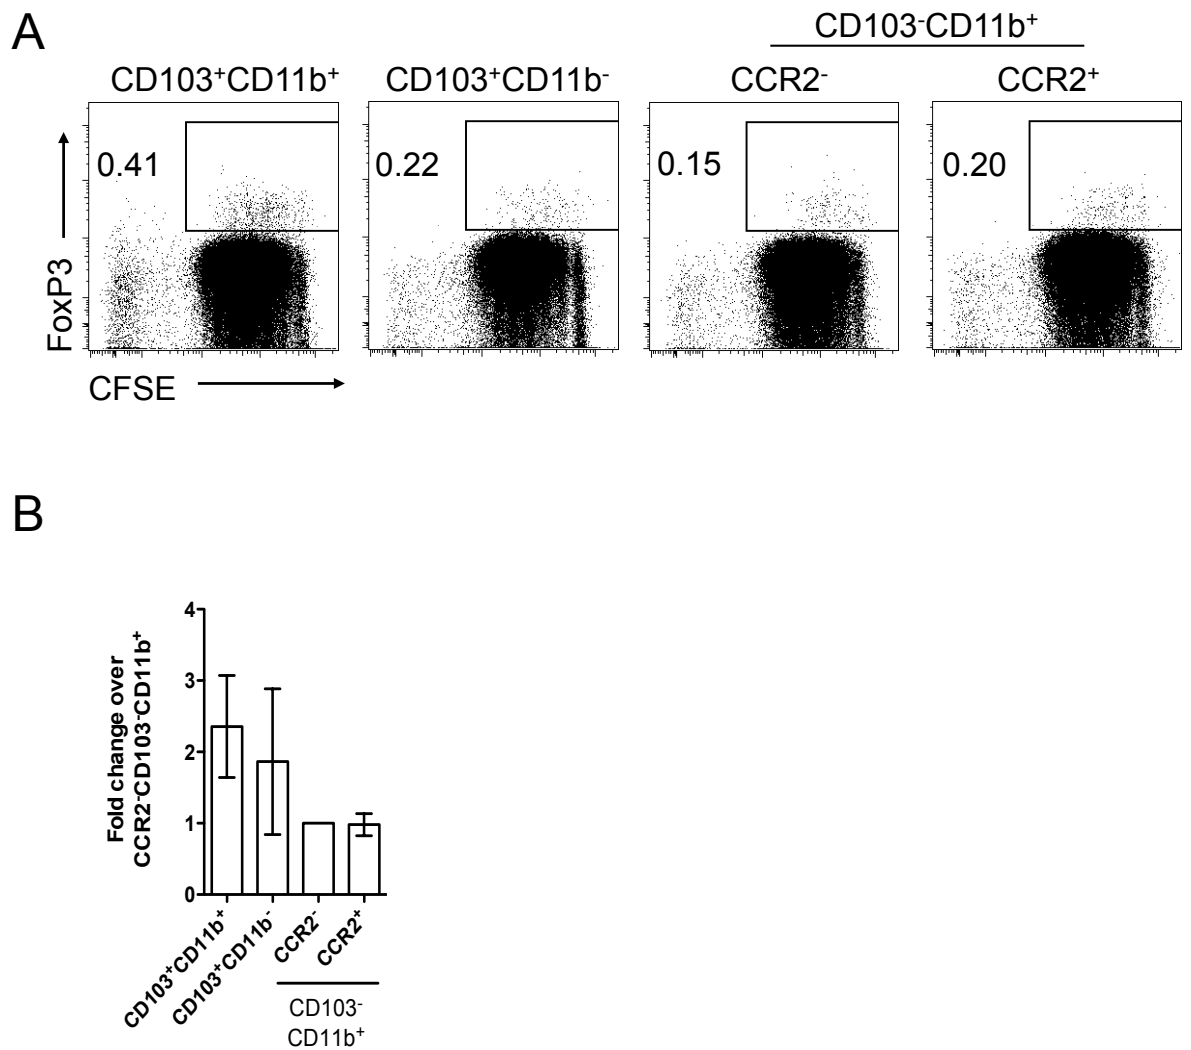 A
CD103⁻CD11b⁺
CD103⁺CD11b⁺
CD103⁺CD11b⁻
CCR2⁻
CCR2⁺
0.41
0.22
0.15
0.20
FoxP3
CFSE
B
Fold change over
CCR2⁻CD103⁻CD11b⁺
4
3
2
1
0
CD103⁺CD11b⁺
CD103⁺CD11b⁻
CCR2⁻
CCR2⁺
CD103⁻
CD11b⁺